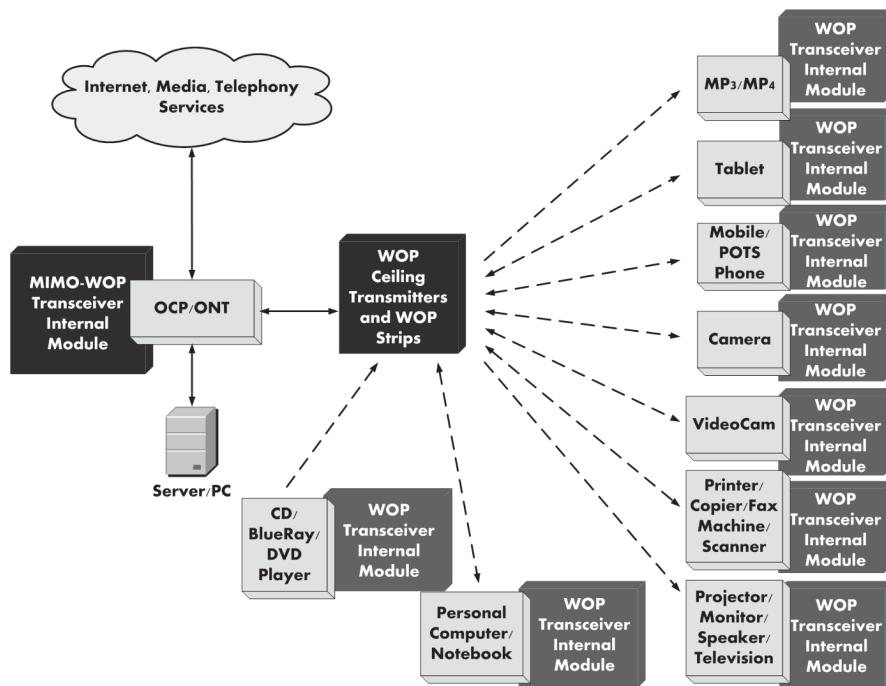 Internet, Media, Telephony
Services
MIMO-WOP
Transceiver
Internal
Module
OCP/ONT
Server/PC
WOP
Ceiling
Transmitters
and WOP
Strips
CD/
BlueRay/
DVD
Player
WOP
Transceiver
Internal
Module
Personal
Computer/
Notebook
WOP
Transceiver
Internal
Module
MP3/MP4
WOP
Transceiver
Internal
Module
Tablet
WOP
Transceiver
Internal
Module
Mobile/
POTS
Phone
WOP
Transceiver
Internal
Module
Camera
WOP
Transceiver
Internal
Module
VideoCam
WOP
Transceiver
Internal
Module
Printer/
Copier/Fax
Machine/
Scanner
WOP
Transceiver
Internal
Module
Projector/
Monitor/
Speaker/
Television
WOP
Transceiver
Internal
Module